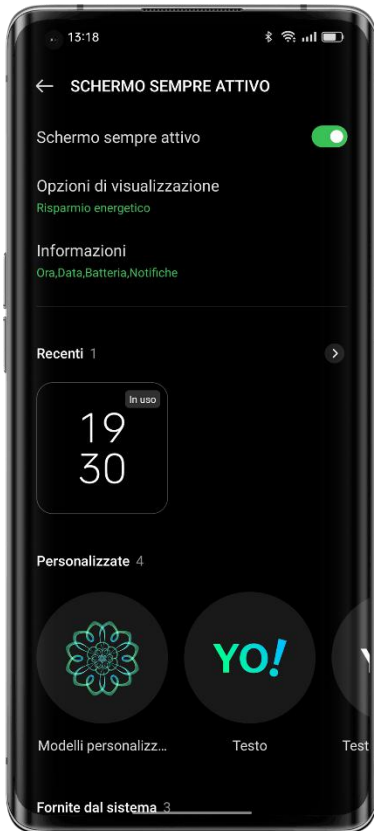 13:18
SCHERMO SEMPRE ATTIVO
Schermo sempre attivo
Opzioni di visualizzazione
Risparmio energetico
Informazioni
Ora,Data,Batteria,Notifiche
Recenti 1
In uso
19
30
Personalizzate 4
YO!
Modelli personalizz...
Testo
Test
Fornite dal sistema 3